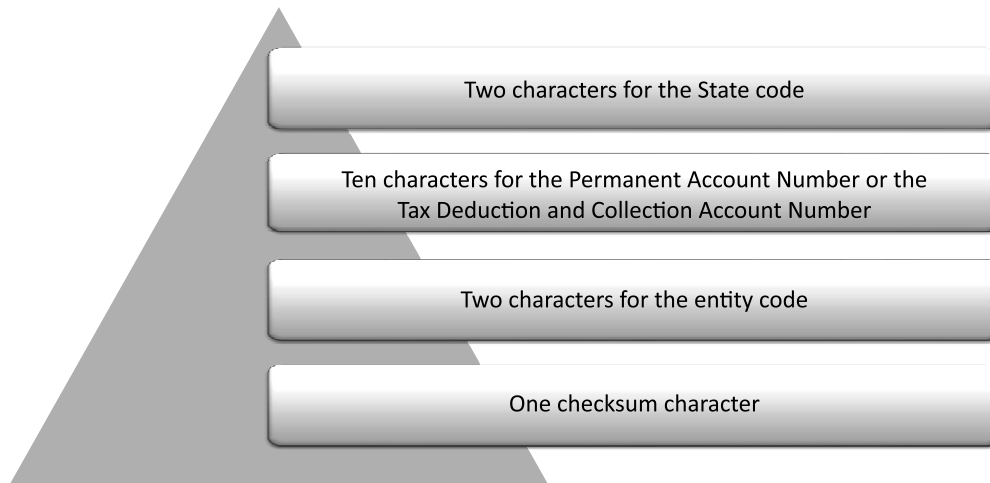 Two characters for the State code
Ten characters for the Permanent Account Number or the
Tax Deduction and Collection Account Number
Two characters for the entity code
One checksum character